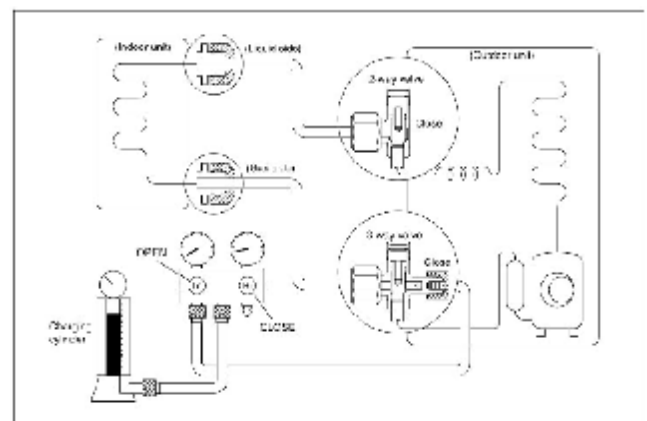 (Indoor unit)
(Liquid side)
(Outdoor unit)
2-way valve
Close
(Gas side)
3-way valve
Close
OPEN
CLOSE
Charging
cylinder
Lo